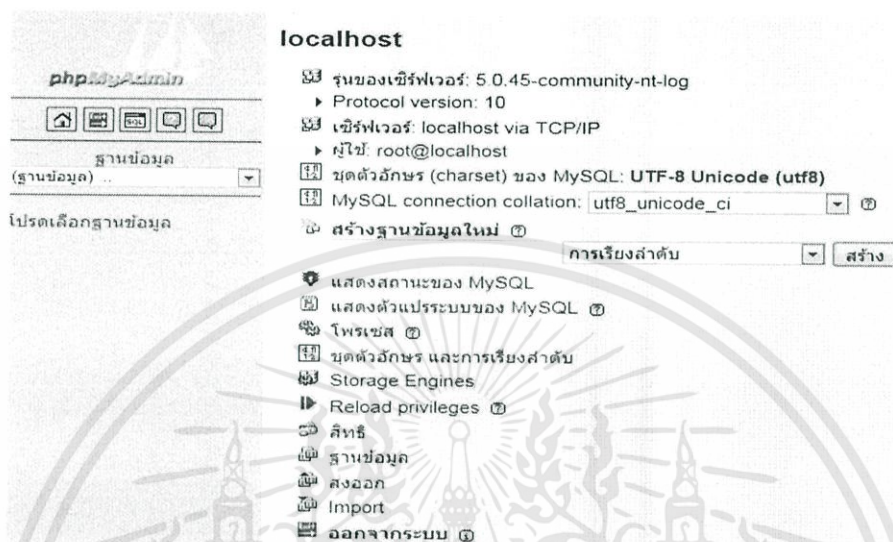 phpMyAdmin
ฐานข้อมูล
(ฐานข้อมูล) ...
โปรดเลือกฐานข้อมูล
localhost
รุ่นของเซิร์ฟเวอร์: 5.0.45-community-nt-log
Protocol version: 10
เซิร์ฟเวอร์: localhost via TCP/IP
ผู้ใช้: root@localhost
ชุดตัวอักษร (charset) ของ MySQL: UTF-8 Unicode (utf8)
MySQL connection collation: utf8_unicode_ci
สร้างฐานข้อมูลใหม่
การเรียงลำดับ สร้าง
แสดงสถานะของ MySQL
แสดงตัวแปรระบบของ MySQL
โพรเซส
ชุดตัวอักษร และการเรียงลำดับ
Storage Engines
Reload privileges
สิทธิ
ฐานข้อมูล
ส่งออก
Import
ออกจากระบบ